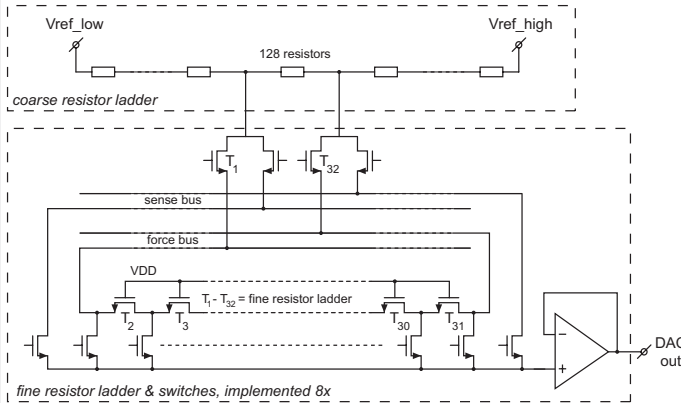 Vref_low
Vref_high
128 resistors
coarse resistor ladder
T1
T32
sense bus
force bus
VDD
T1 - T32 = fine resistor ladder
T2
T3
T30
T31
−
+
DAC
out
fine resistor ladder & switches, implemented 8x